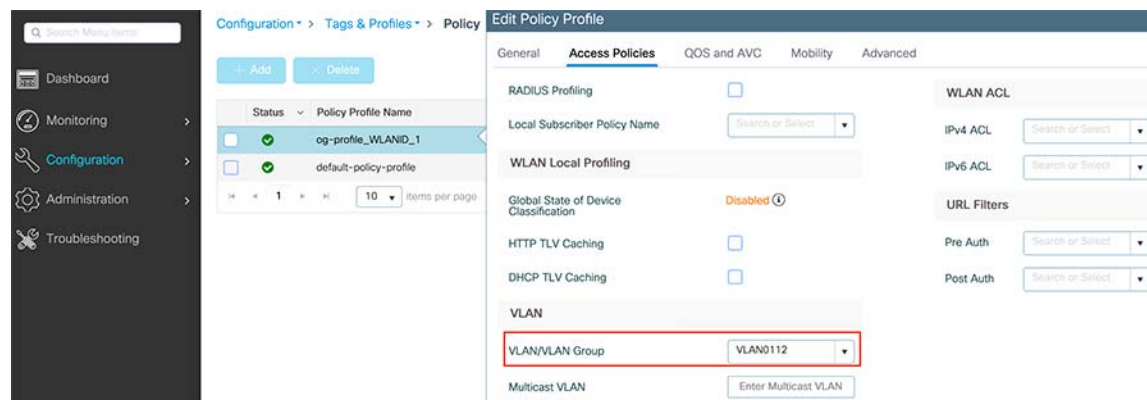 Search Menu Items
Dashboard
Monitoring
Configuration
Administration
Troubleshooting
Configuration > Tags & Profiles > Policy
+ Add
× Delete
Status
Policy Profile Name
og-profile_WLANID_1
default-policy-profile
1
10
items per page
Edit Policy Profile
General
Access Policies
QOS and AVC
Mobility
Advanced
RADIUS Profiling
Local Subscriber Policy Name
Search or Select
WLAN Local Profiling
Global State of Device
Classification
Disabled
HTTP TLV Caching
DHCP TLV Caching
VLAN
VLAN/VLAN Group
VLAN0112
Multicast VLAN
Enter Multicast VLAN
WLAN ACL
IPv4 ACL
Search or Select
IPv6 ACL
Search or Select
URL Filters
Pre Auth
Search or Select
Post Auth
Search or Select